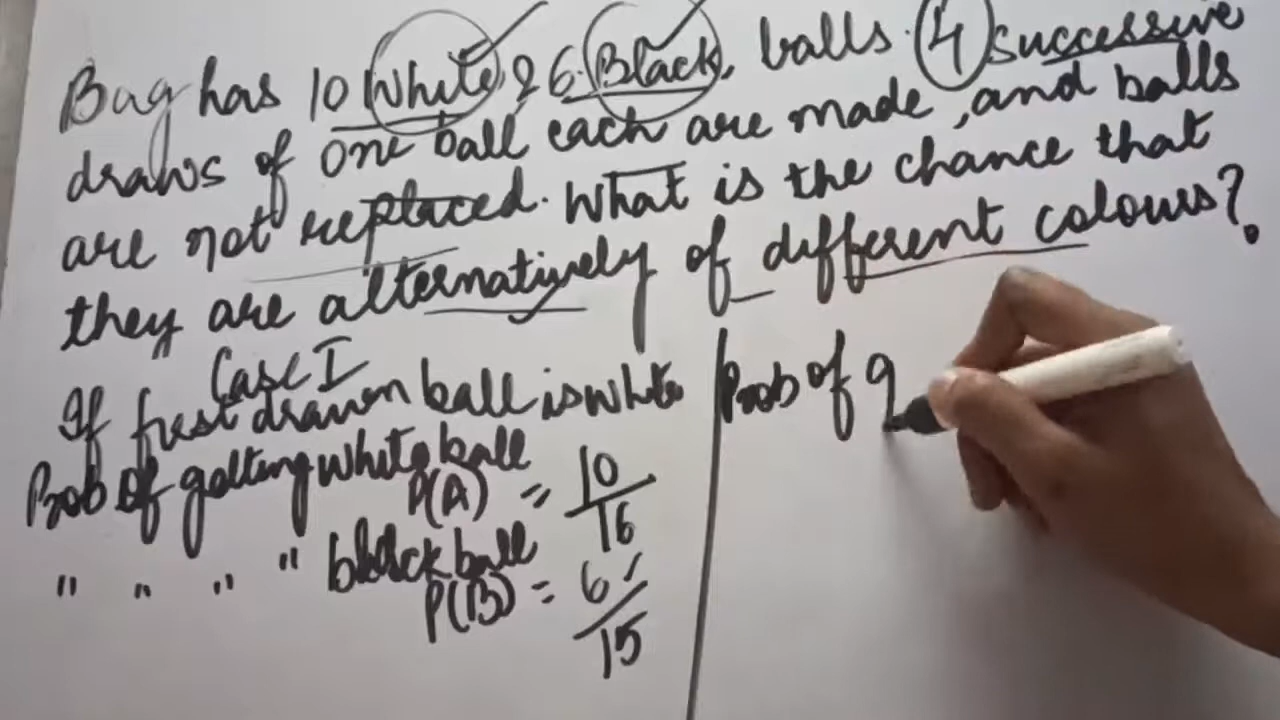 Bag has 10 White & 6 Black balls. 4 successive
draws of one ball each are made, and balls
are not replaced. What is the chance that
they are alternatively of different colours?
Case I
If first drawn ball is white
Prob of getting white ball
P(A) = 10/16
" " " " black ball
P(B) = 6/15
Prob of g